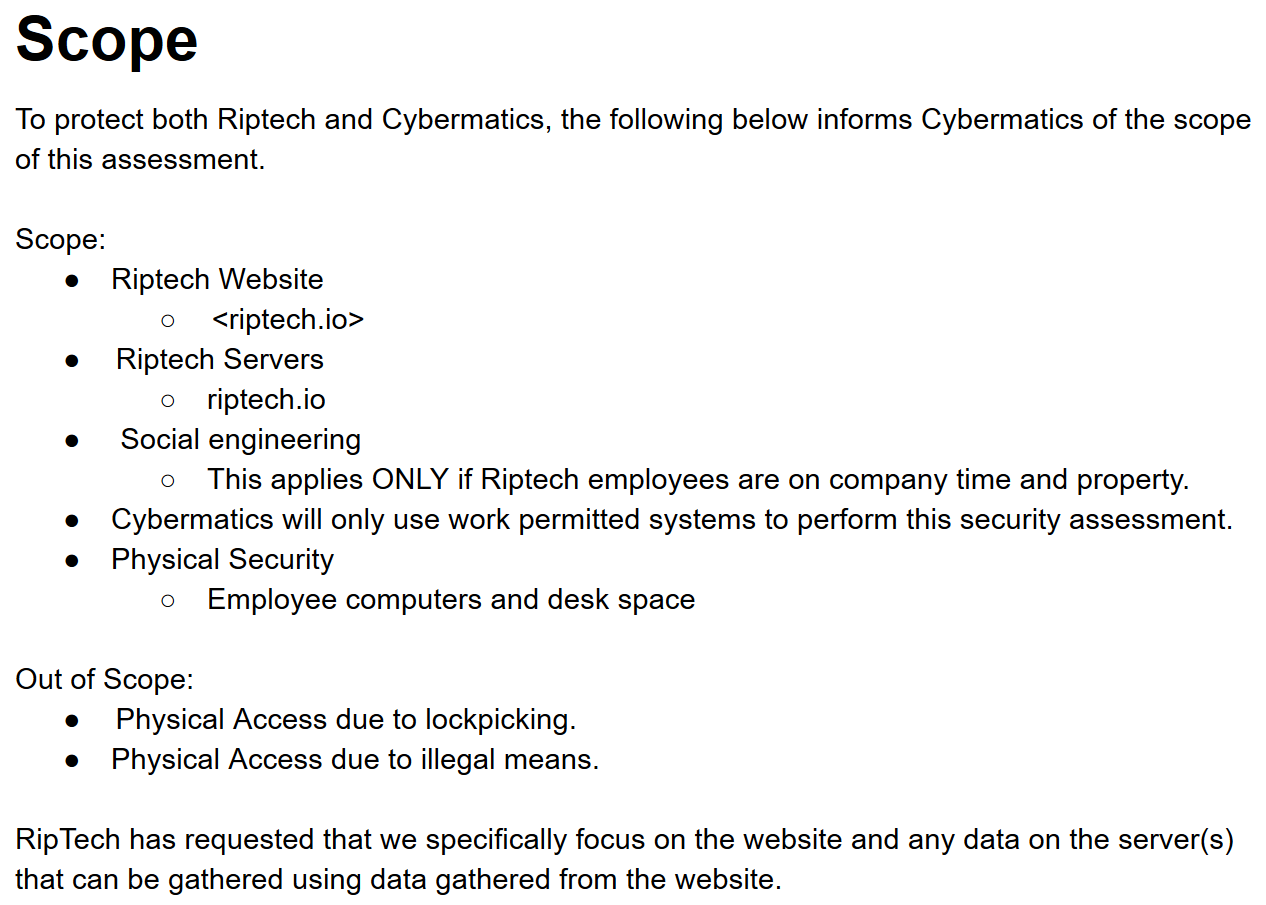 Scope
To protect both Riptech and Cybermatics, the following below informs Cybermatics of the scope
of this assessment.
Scope:
● Riptech Website
○ <riptech.io>
● Riptech Servers
○ riptech.io
● Social engineering
○ This applies ONLY if Riptech employees are on company time and property.
● Cybermatics will only use work permitted systems to perform this security assessment.
● Physical Security
○ Employee computers and desk space
Out of Scope:
● Physical Access due to lockpicking.
● Physical Access due to illegal means.
RipTech has requested that we specifically focus on the website and any data on the server(s)
that can be gathered using data gathered from the website.